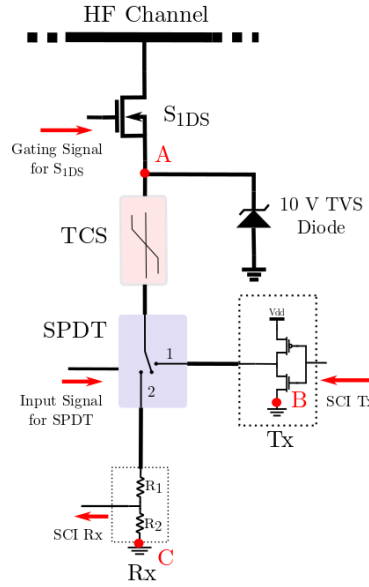 HF Channel
S1DS
A
Gating Signal
for S1DS
10 V TVS
Diode
TCS
SPDT
Vdd
1
2
Input Signal
for SPDT
SCI Tx
B
Tx
R1
R2
SCI Rx
C
Rx